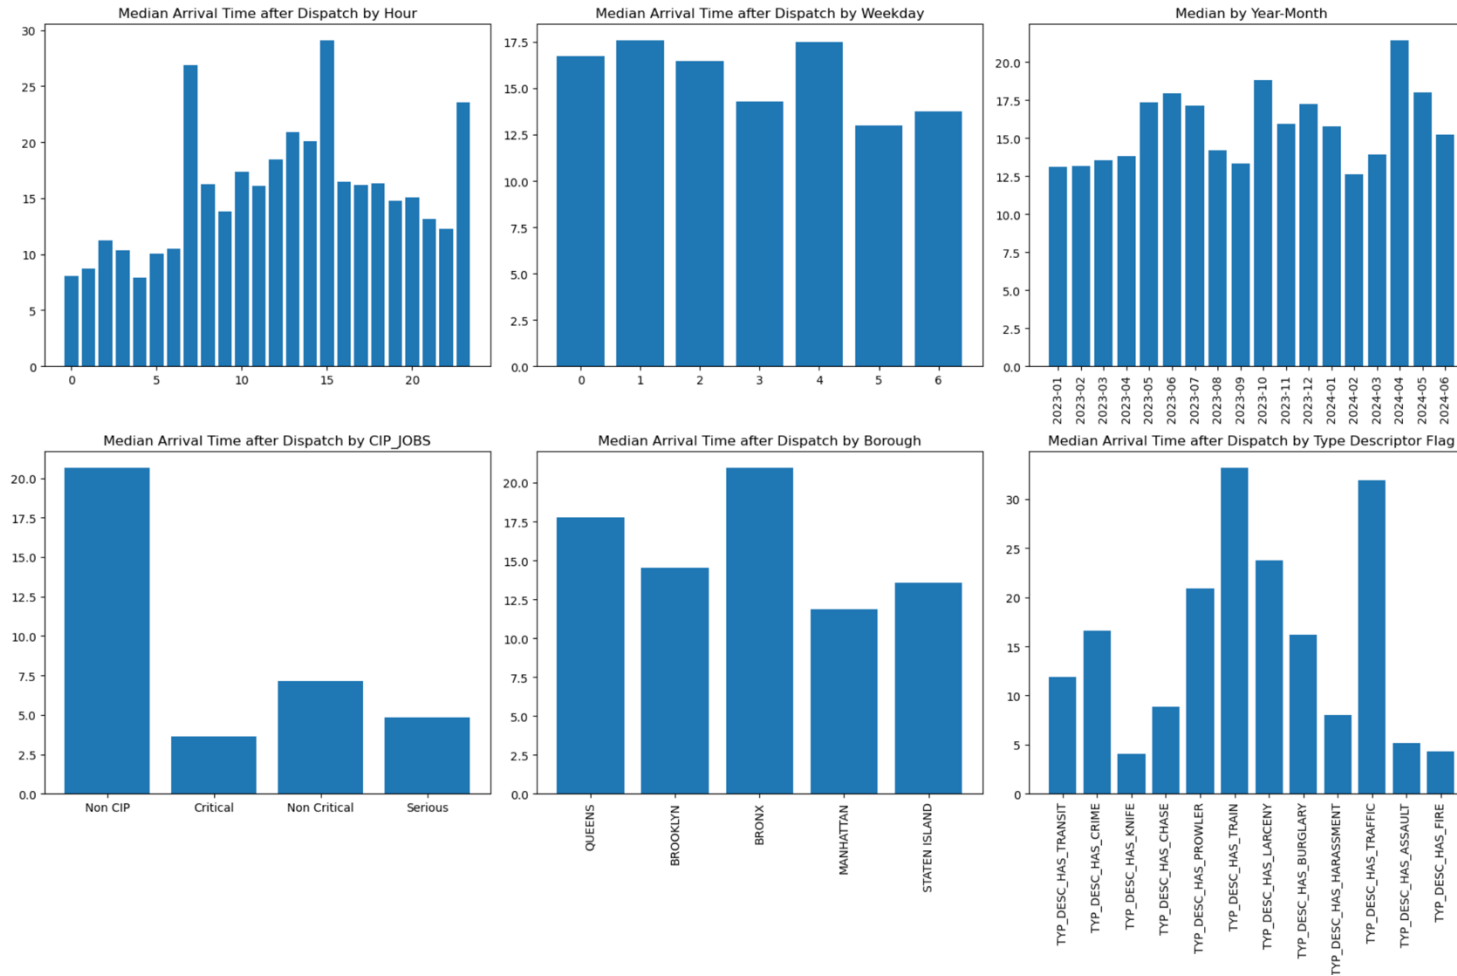 Median Arrival Time after Dispatch by Hour
30
25
20
15
10
5
0
0 5 10 15 20
Median Arrival Time after Dispatch by Weekday
17.5
15.0
12.5
10.0
7.5
5.0
2.5
0.0
0 1 2 3 4 5 6
Median by Year-Month
20.0
17.5
15.0
12.5
10.0
7.5
5.0
2.5
0.0
2023-01
2023-02
2023-03
2023-04
2023-05
2023-06
2023-07
2023-08
2023-09
2023-10
2023-11
2023-12
2024-01
2024-02
2024-03
2024-04
2024-05
2024-06
Median Arrival Time after Dispatch by CIP_JOBS
20.0
17.5
15.0
12.5
10.0
7.5
5.0
2.5
0.0
Non CIP Critical Non Critical Serious
Median Arrival Time after Dispatch by Borough
20.0
17.5
15.0
12.5
10.0
7.5
5.0
2.5
0.0
QUEENS
BROOKLYN
BRONX
MANHATTAN
STATEN ISLAND
Median Arrival Time after Dispatch by Type Descriptor Flag
30
25
20
15
10
5
0
TYP_DESC_HAS_TRANSIT
TYP_DESC_HAS_CRIME
TYP_DESC_HAS_KNIFE
TYP_DESC_HAS_CHASE
TYP_DESC_HAS_PROWLER
TYP_DESC_HAS_TRAIN
TYP_DESC_HAS_LARCENY
TYP_DESC_HAS_BURGLARY
TYP_DESC_HAS_HARASSMENT
TYP_DESC_HAS_TRAFFIC
TYP_DESC_HAS_ASSAULT
TYP_DESC_HAS_FIRE